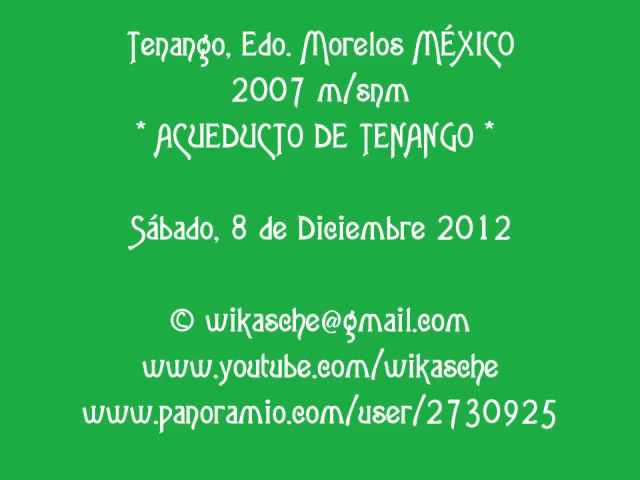 Tenango, Edo. Morelos MÉXICO
2007 m/snm
* ACUEDUCTO DE TENANGO *
Sábado, 8 de Diciembre 2012
© wikasche@gmail.com
www.youtube.com/wikasche
www.panoramio.com/user/2730925